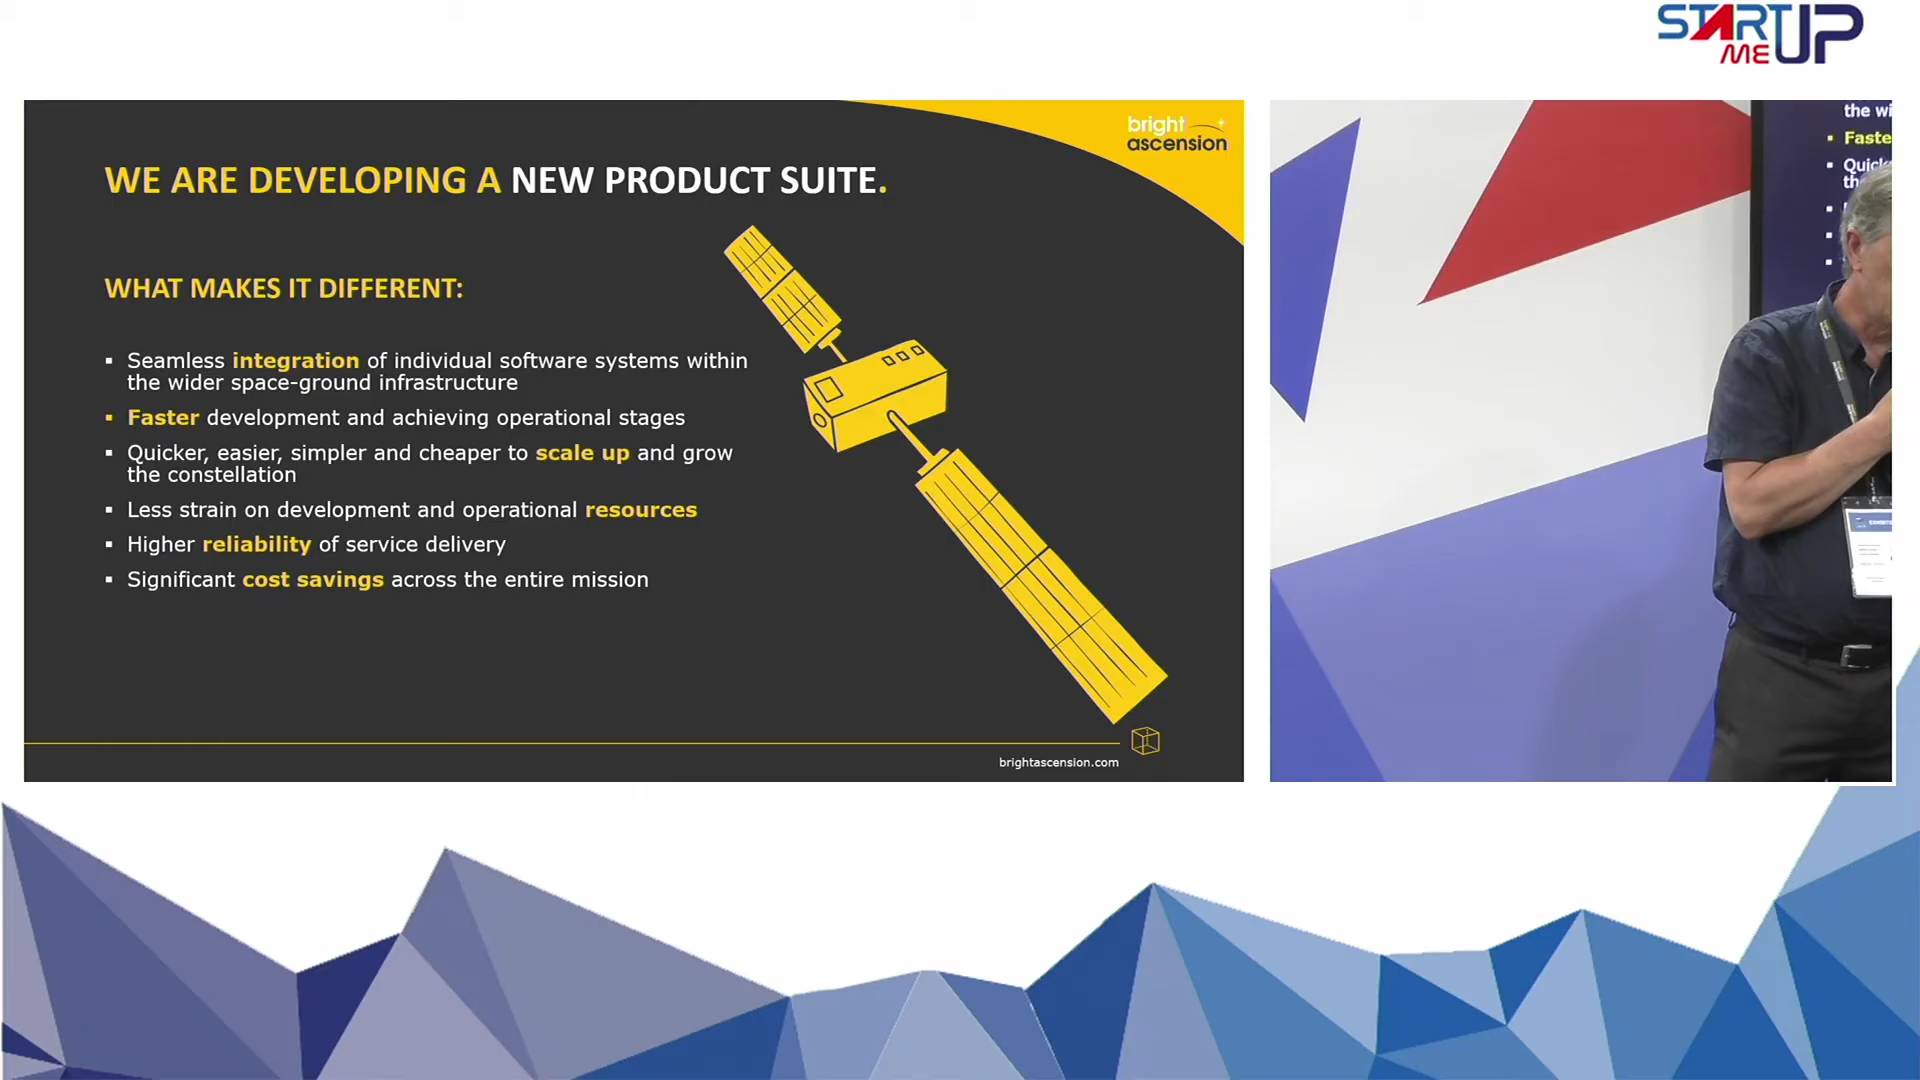 START
ME UP
bright
ascension
WE ARE DEVELOPING A NEW PRODUCT SUITE.
WHAT MAKES IT DIFFERENT:
▪ Seamless integration of individual software systems within
the wider space-ground infrastructure
▪ Faster development and achieving operational stages
▪ Quicker, easier, simpler and cheaper to scale up and grow
the constellation
▪ Less strain on development and operational resources
▪ Higher reliability of service delivery
▪ Significant cost savings across the entire mission
brightascension.com
the wi
▪ Faste
▪ Quick
the